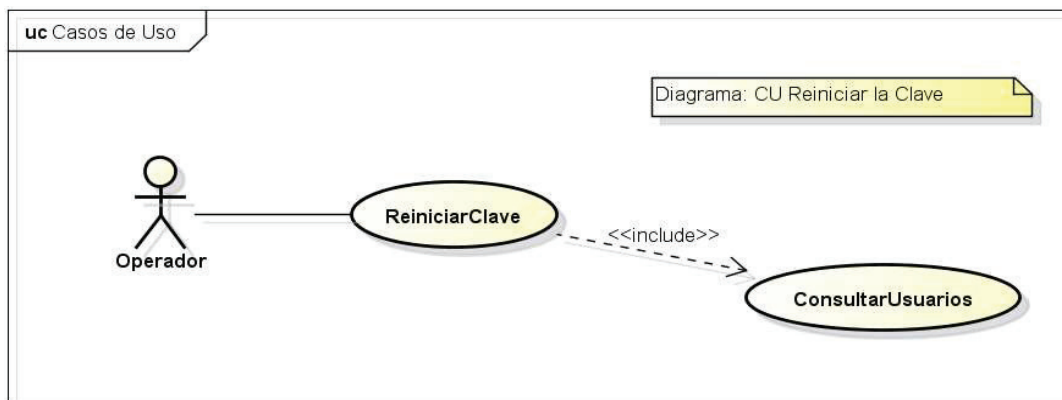 uc Casos de Uso
Diagrama: CU Reiniciar la Clave
ReiniciarClave
<<include>>
Operador
ConsultarUsuarios